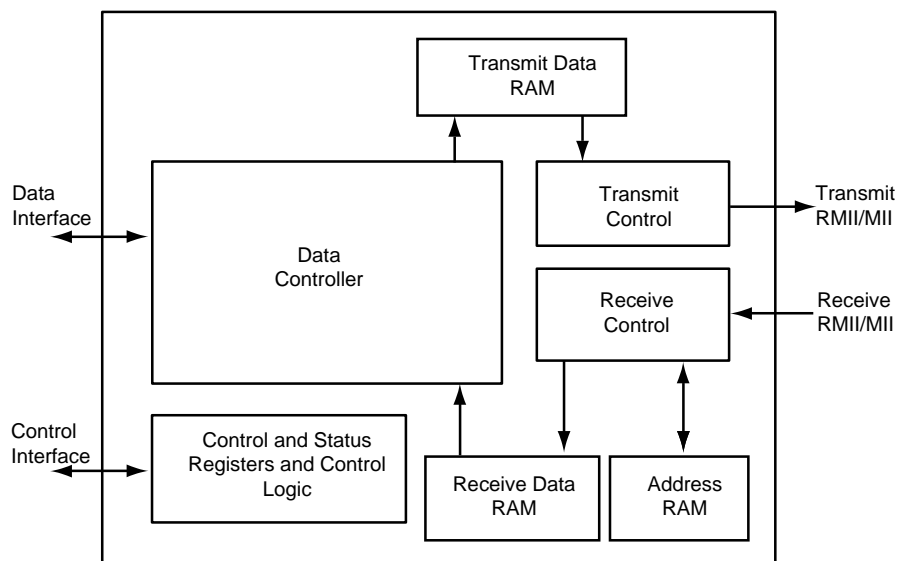 Transmit Data
RAM
Data
Interface
Data
Controller
Transmit
Control
Transmit
RMII/MII
Receive
Control
Receive
RMII/MII
Control
Interface
Control and Status
Registers and Control
Logic
Receive Data
RAM
Address
RAM